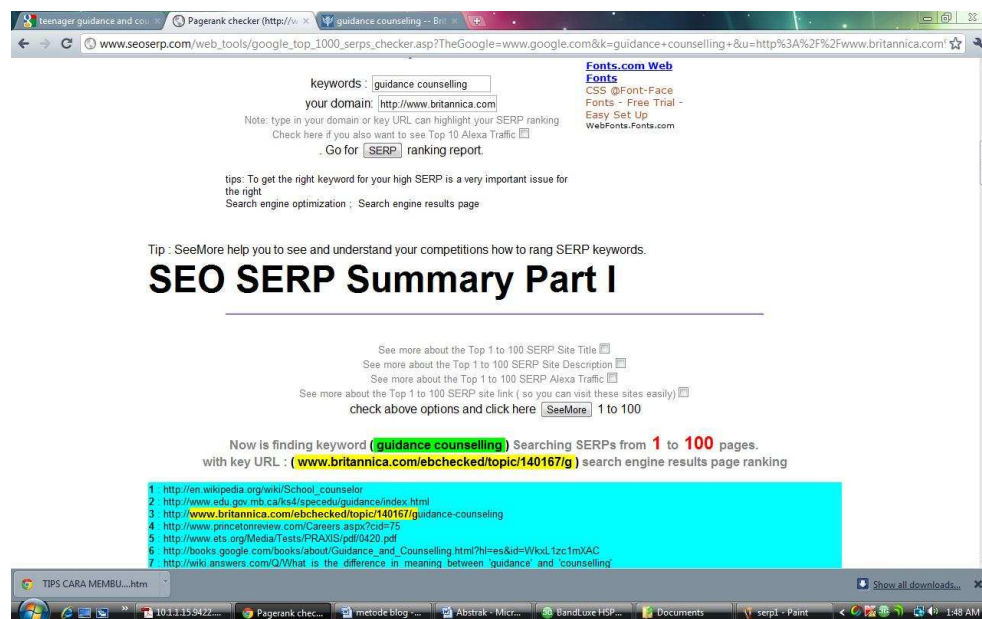 teenager guidance and cou
Pagerank checker (http://w
guidance counseling -- Bri
www.seoserp.com/web_tools/google_top_1000_serps_checker.asp?TheGoogle=www.google.com&k=guidance+counselling+&u=http%3A%2F%2Fwww.britannica.com
keywords : guidance counselling
your domain: http://www.britannica.com
Note: type in your domain or key URL can highlight your SERP ranking
Check here if you also want to see Top 10 Alexa Traffic
. Go for SERP ranking report.
Fonts.com Web
Fonts
CSS @Font-Face
Fonts - Free Trial -
Easy Set Up
WebFonts.Fonts.com
tips: To get the right keyword for your high SERP is a very important issue for
the right
Search engine optimization ; Search engine results page
Tip : SeeMore help you to see and understand your competitions how to rang SERP keywords.
SEO SERP Summary Part I
See more about the Top 1 to 100 SERP Site Title
See more about the Top 1 to 100 SERP Site Description
See more about the Top 1 to 100 SERP Alexa Traffic
See more about the Top 1 to 100 SERP site link ( so you can visit these sites easily)
check above options and click here SeeMore 1 to 100
Now is finding keyword ( guidance counselling ) Searching SERPs from 1 to 100 pages.
with key URL : ( www.britannica.com/ebchecked/topic/140167/g ) search engine results page ranking
1 : http://en.wikipedia.org/wiki/School_counselor
2 : http://www.edu.gov.mb.ca/ks4/specedu/guidance/index.html
3 : http://www.britannica.com/ebchecked/topic/140167/guidance-counseling
4 : http://www.princetonreview.com/Careers.aspx?cid=75
5 : http://www.ets.org/Media/Tests/PRAXIS/pdf/0420.pdf
6 : http://books.google.com/books/about/Guidance_and_Counselling.html?hl=es&id=WkxL1zc1mXAC
7 : http://wiki.answers.com/Q/What_is_the_difference_in_meaning_between_'guidance'_and_'counselling'
TIPS CARA MEMBU....htm
Show all downloads...
10.1.1.15.9422....
Pagerank chec...
metode blog -...
Abstrak - Micr...
BandLuxe HSP...
Documents
serp1 - Paint
1:48 AM